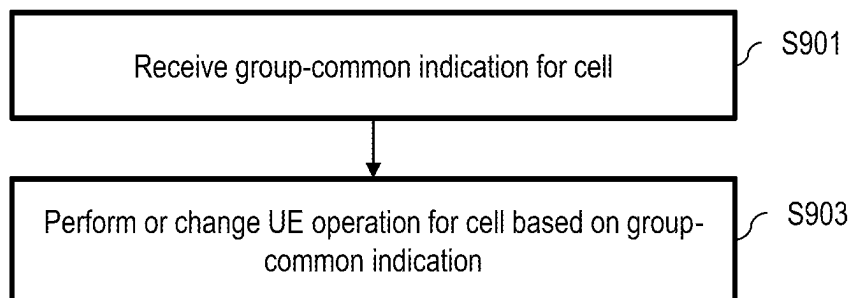 Receive group-common indication for cell
S901
Perform or change UE operation for cell based on group-
common indication
S903